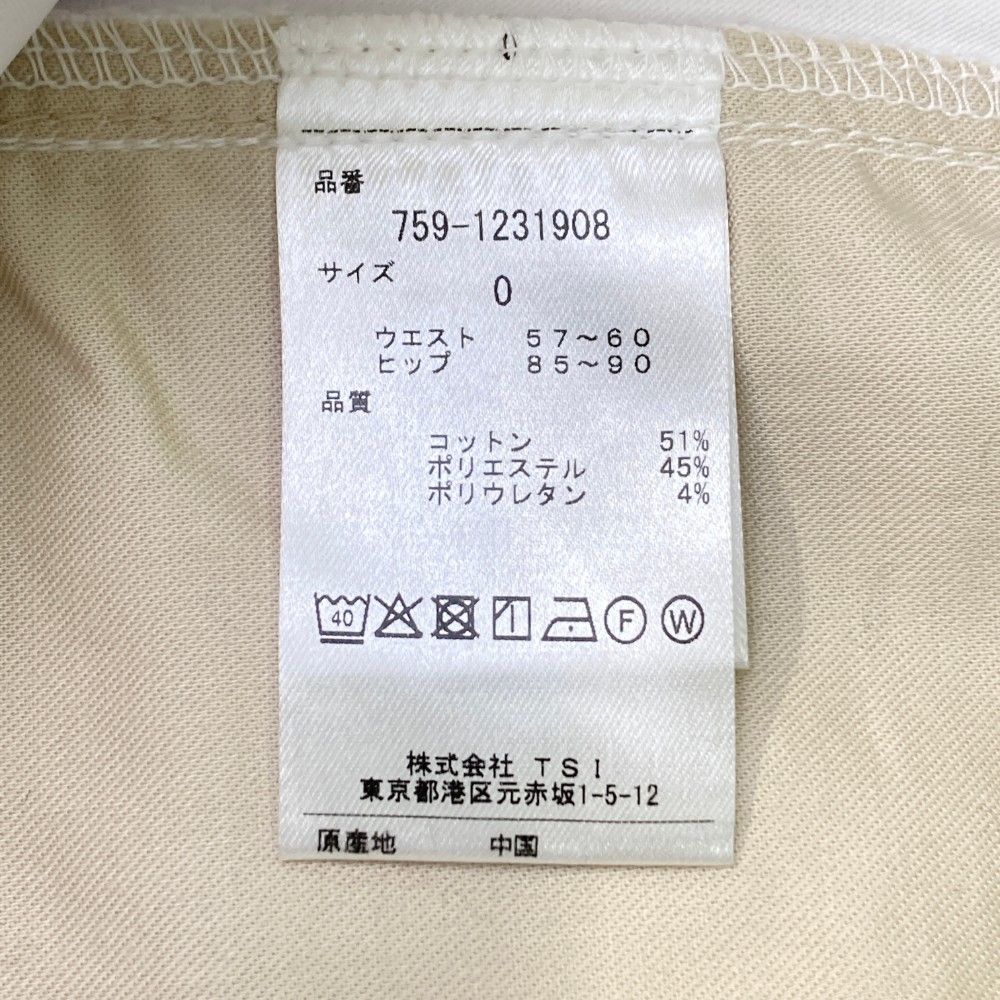 品番
759-1231908
サイズ
0
ウエスト 57~60
ヒップ 85~90
品質
コットン 51%
ポリエステル 45%
ポリウレタン 4%
40 F W
株式会社 TSI
東京都港区元赤坂1-5-12
原産地 中国